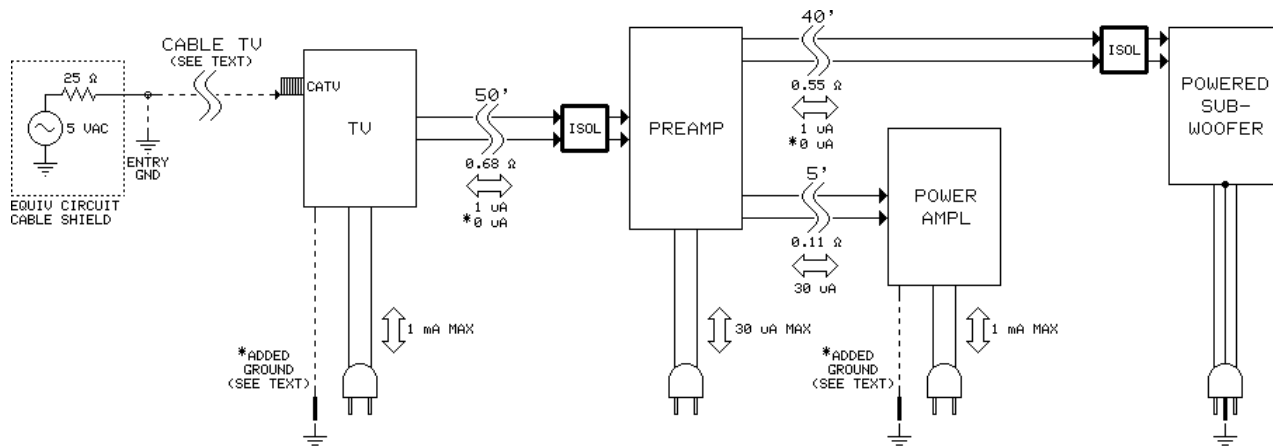 CABLE TV
(SEE TEXT)
25 Ω
5 VAC
ENTRY
GND
EQUIV CIRCUIT
CABLE SHIELD
CATV
TV
50'
0.68 Ω
1 uA
*0 uA
ISOL
PREAMP
40'
0.55 Ω
1 uA
*0 uA
ISOL
POWERED
SUB-
WOOFER
5'
0.11 Ω
30 uA
POWER
AMPL
*ADDED
GROUND
(SEE TEXT)
1 mA MAX
30 uA MAX
*ADDED
GROUND
(SEE TEXT)
1 mA MAX